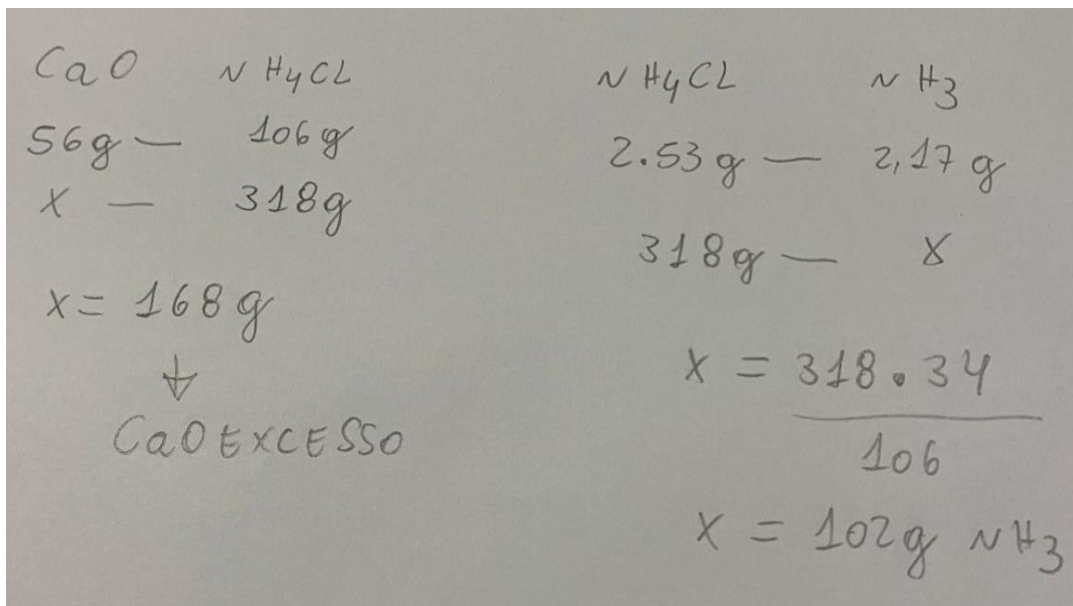 CaO NH4CL
56g — 106g
X — 318g
X = 168g
↓
CaO EXCESSO
NH4CL NH3
2.53g — 2,17g
318g — X
X = 318.34
106
X = 102g NH3